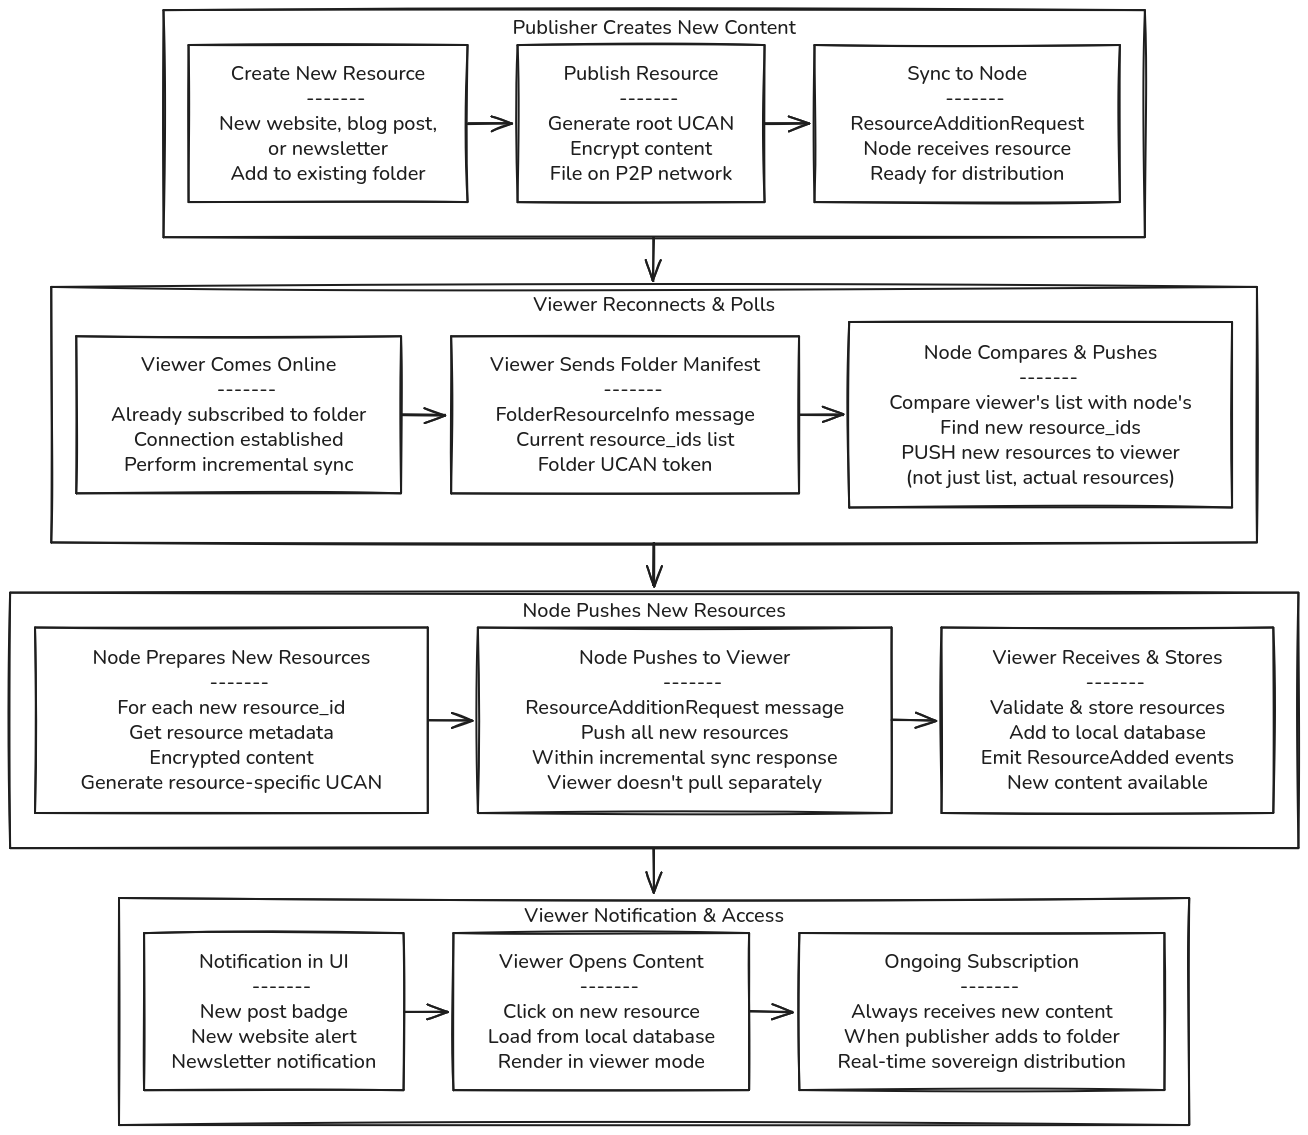 Publisher Creates New Content
Create New Resource
-------
New website, blog post,
or newsletter
Add to existing folder
Publish Resource
-------
Generate root UCAN
Encrypt content
File on P2P network
Sync to Node
-------
ResourceAdditionRequest
Node receives resource
Ready for distribution
Viewer Reconnects & Polls
Viewer Comes Online
-------
Already subscribed to folder
Connection established
Perform incremental sync
Viewer Sends Folder Manifest
-------
FolderResourceInfo message
Current resource_ids list
Folder UCAN token
Node Compares & Pushes
-------
Compare viewer's list with node's
Find new resource_ids
PUSH new resources to viewer
(not just list, actual resources)
Node Pushes New Resources
Node Prepares New Resources
-------
For each new resource_id
Get resource metadata
Encrypted content
Generate resource-specific UCAN
Node Pushes to Viewer
-------
ResourceAdditionRequest message
Push all new resources
Within incremental sync response
Viewer doesn't pull separately
Viewer Receives & Stores
-------
Validate & store resources
Add to local database
Emit ResourceAdded events
New content available
Viewer Notification & Access
Notification in UI
-------
New post badge
New website alert
Newsletter notification
Viewer Opens Content
-------
Click on new resource
Load from local database
Render in viewer mode
Ongoing Subscription
-------
Always receives new content
When publisher adds to folder
Real-time sovereign distribution